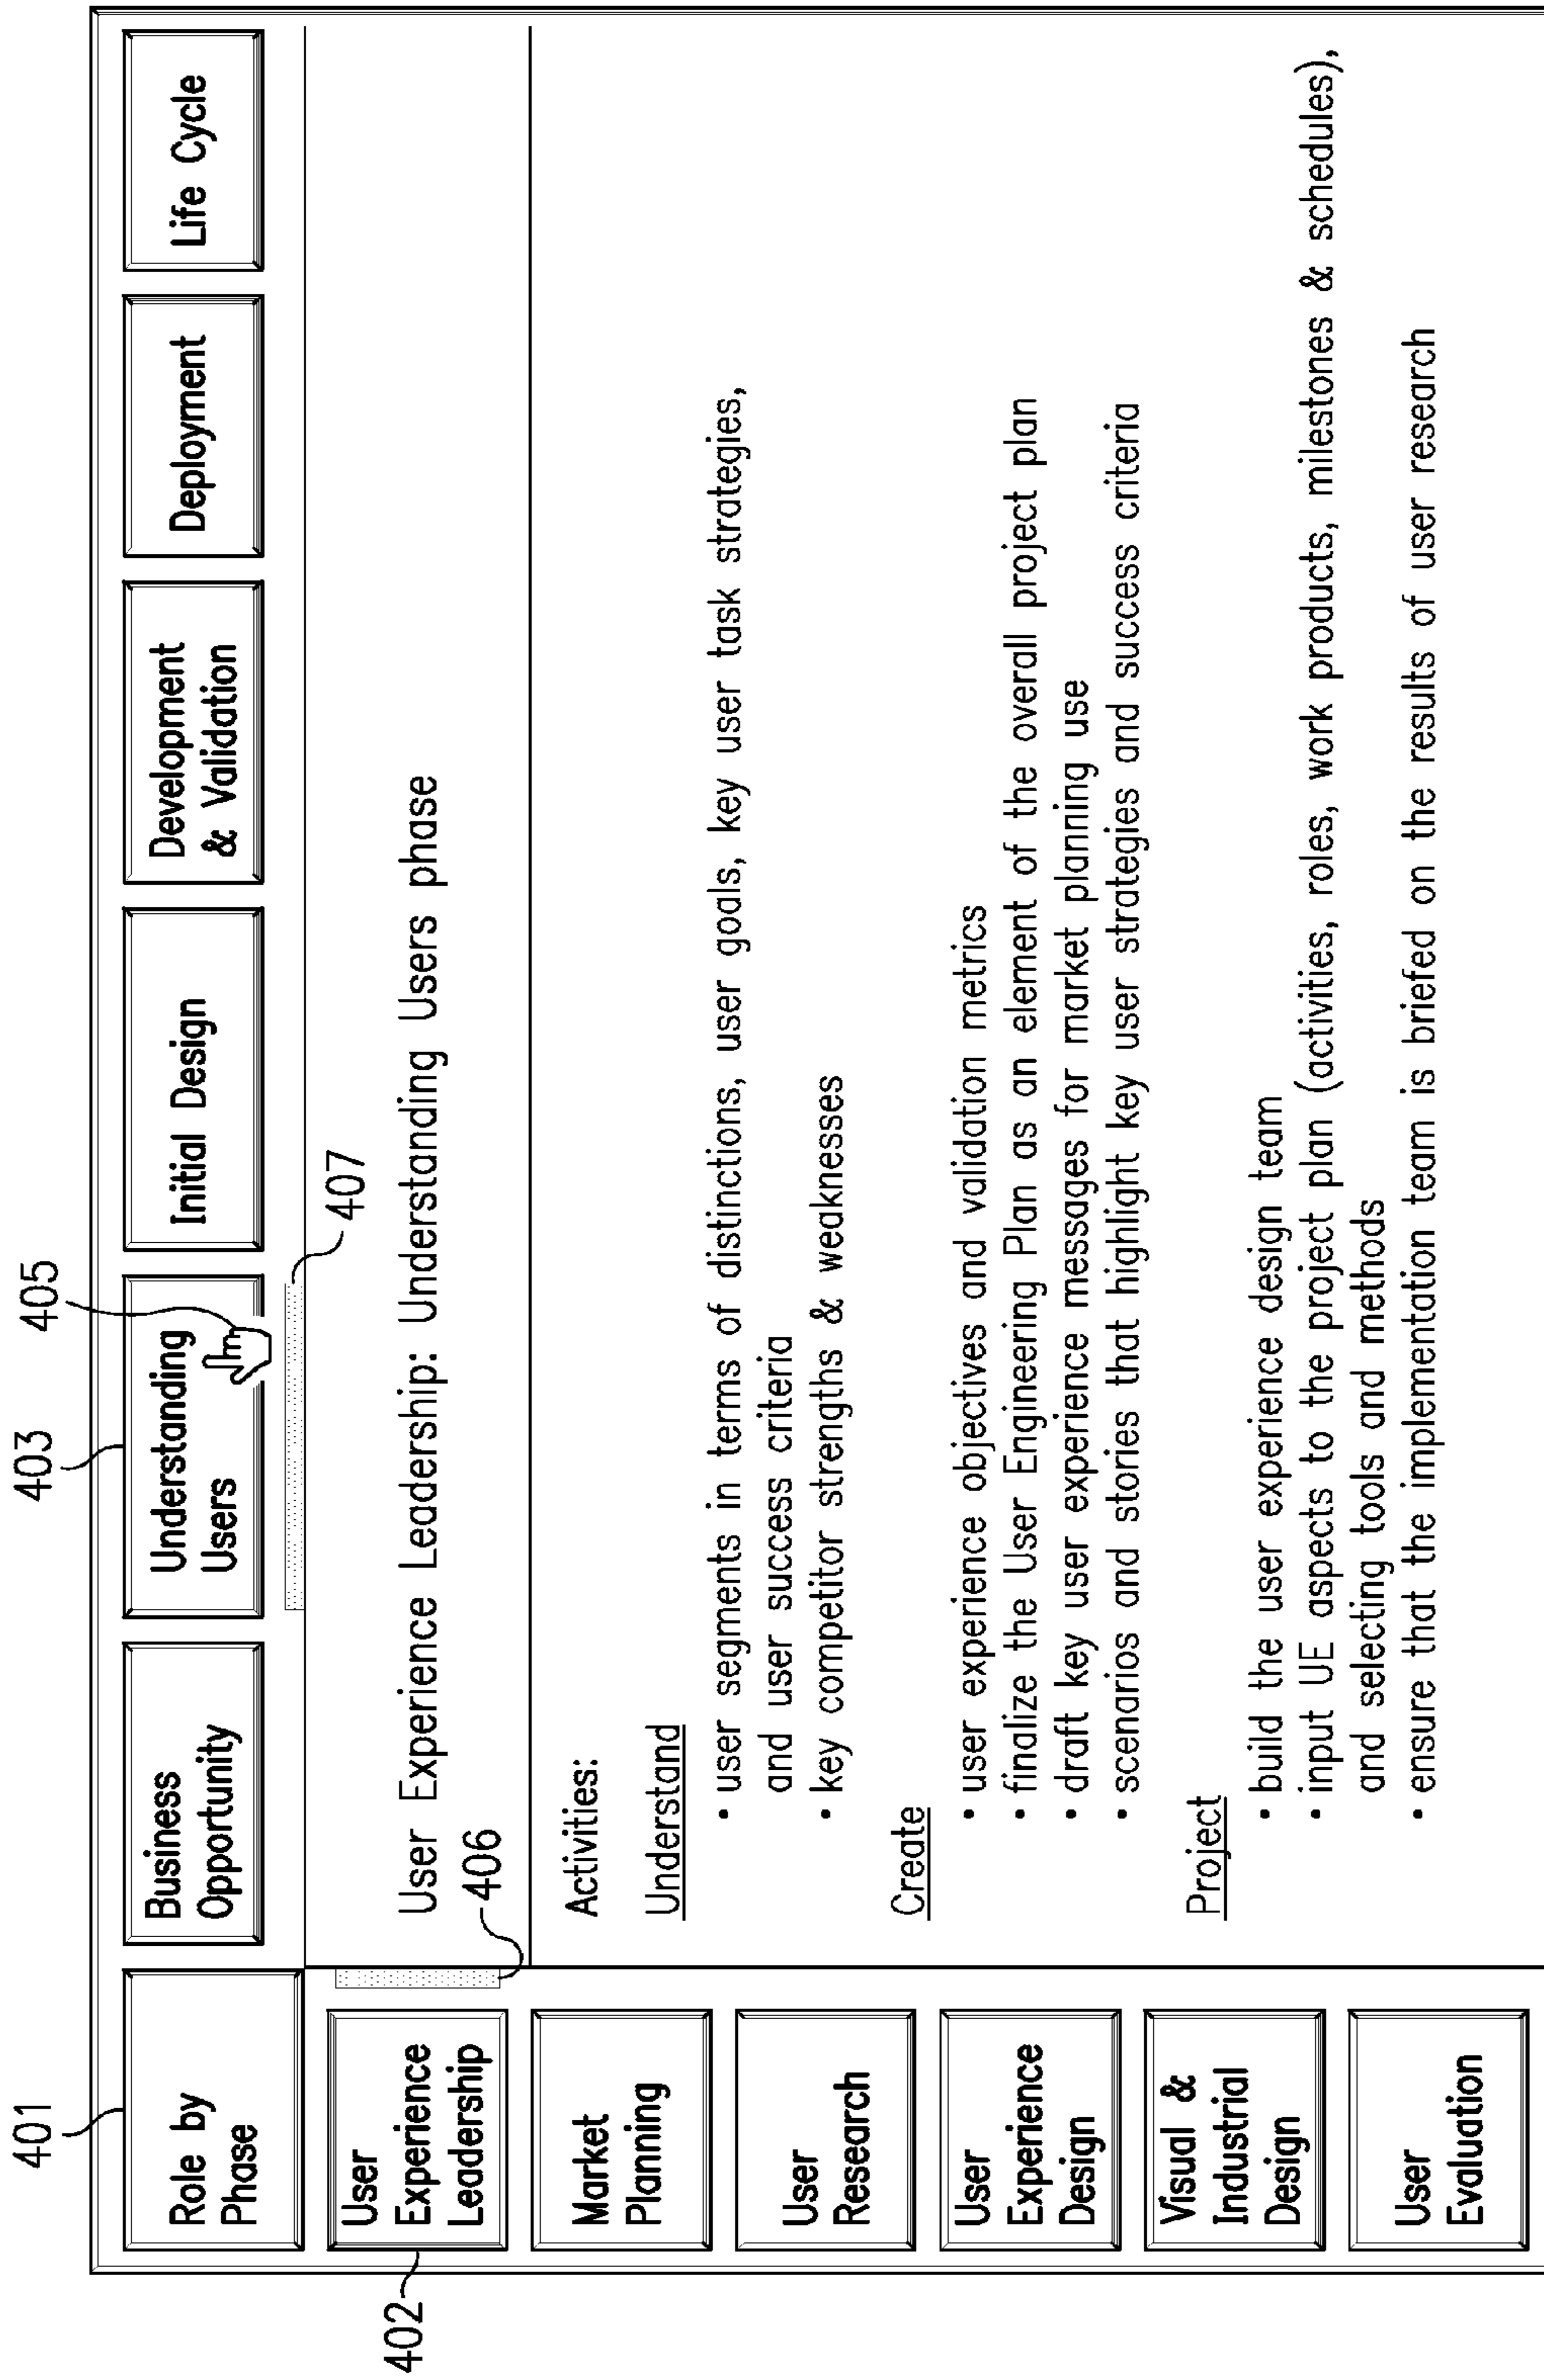 401
403
405
Role by
Phase
Business
Opportunity
Understanding
Users
Initial Design
Development
& Validation
Deployment
Life Cycle
407
402
User
Experience
Leadership
406
User Experience Leadership: Understanding Users phase
Market
Planning
User
Research
User
Experience
Design
Visual &
Industrial
Design
User
Evaluation
Activities:
Understand
• user segments in terms of distinctions, user goals, key user task strategies,
and user success criteria
• key competitor strengths & weaknesses
Create
• user experience objectives and validation metrics
• finalize the User Engineering Plan as an element of the overall project plan
• draft key user experience messages for market planning use
• scenarios and stories that highlight key user strategies and success criteria
Project
• build the user experience design team
• input UE aspects to the project plan (activities, roles, work products, milestones & schedules),
and selecting tools and methods
• ensure that the implementation team is briefed on the results of user research